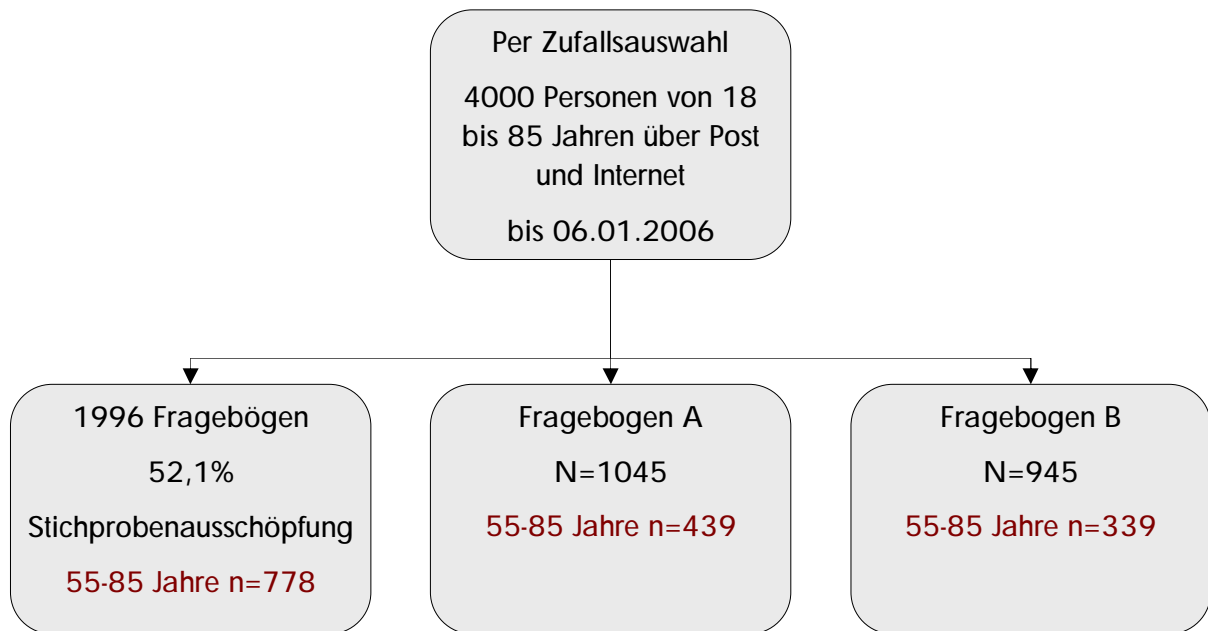 Per Zufallsauswahl
4000 Personen von 18
bis 85 Jahren über Post
und Internet
bis 06.01.2006
1996 Fragebögen
52,1%
Stichprobenausschöpfung
55-85 Jahre n=778
Fragebogen A
N=1045
55-85 Jahre n=439
Fragebogen B
N=945
55-85 Jahre n=339